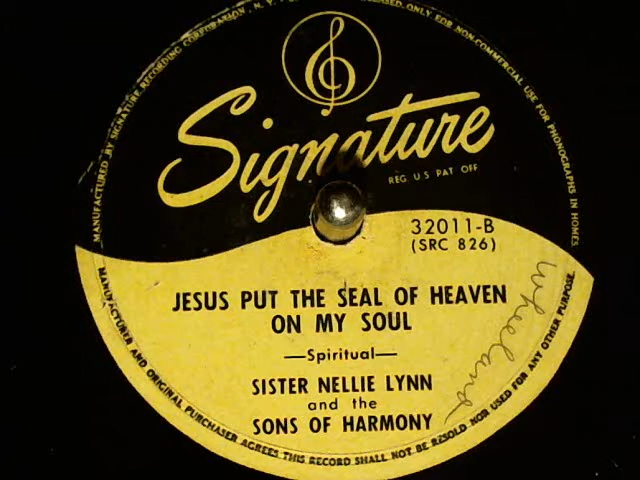 MANUFACTURED BY SIGNATURE RECORDING CORPORATION, N.Y.
ONLY FOR NON-COMMERCIAL USE FOR PHONOGRAPHS IN HOMES.
Signature
REG. U S PAT OFF
32011-B
(SRC 826)
JESUS PUT THE SEAL OF HEAVEN
ON MY SOUL
—Spiritual—
SISTER NELLIE LYNN
and the
SONS OF HARMONY
Wheeland
MANUFACTURER AND ORIGINAL PURCHASER AGREES THIS RECORD SHALL NOT BE RESOLD NOR USED FOR ANY OTHER PURPOSE.